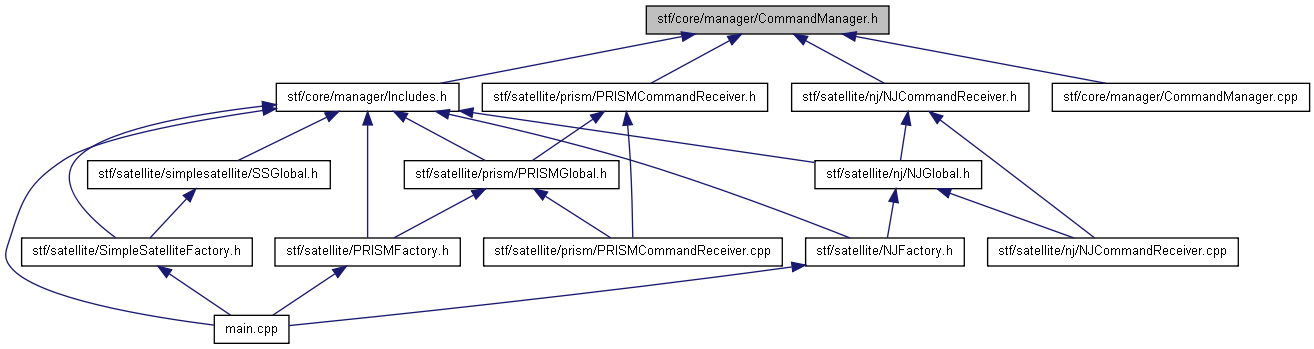 stf/core/manager/CommandManager.h
stf/core/manager/Includes.h
stf/satellite/prism/PRISMCommandReceiver.h
stf/satellite/nj/NJCommandReceiver.h
stf/core/manager/CommandManager.cpp
stf/satellite/simplesatellite/SSGlobal.h
stf/satellite/prism/PRISMGlobal.h
stf/satellite/nj/NJGlobal.h
stf/satellite/SimpleSatelliteFactory.h
stf/satellite/PRISMFactory.h
stf/satellite/prism/PRISMCommandReceiver.cpp
stf/satellite/NJFactory.h
stf/satellite/nj/NJCommandReceiver.cpp
main.cpp